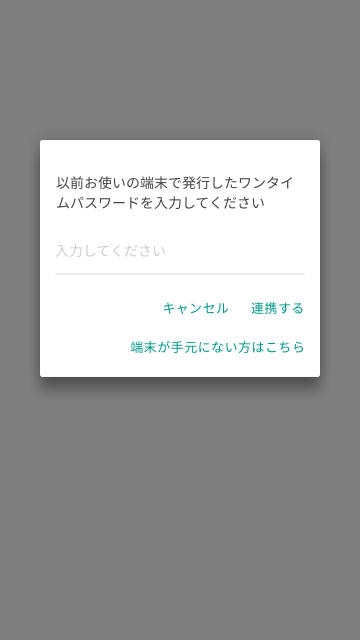 以前お使いの端末で発行したワンタイ
ムパスワードを入力してください
入力してください
キャンセル 連携する
端末が手元にない方はこちら